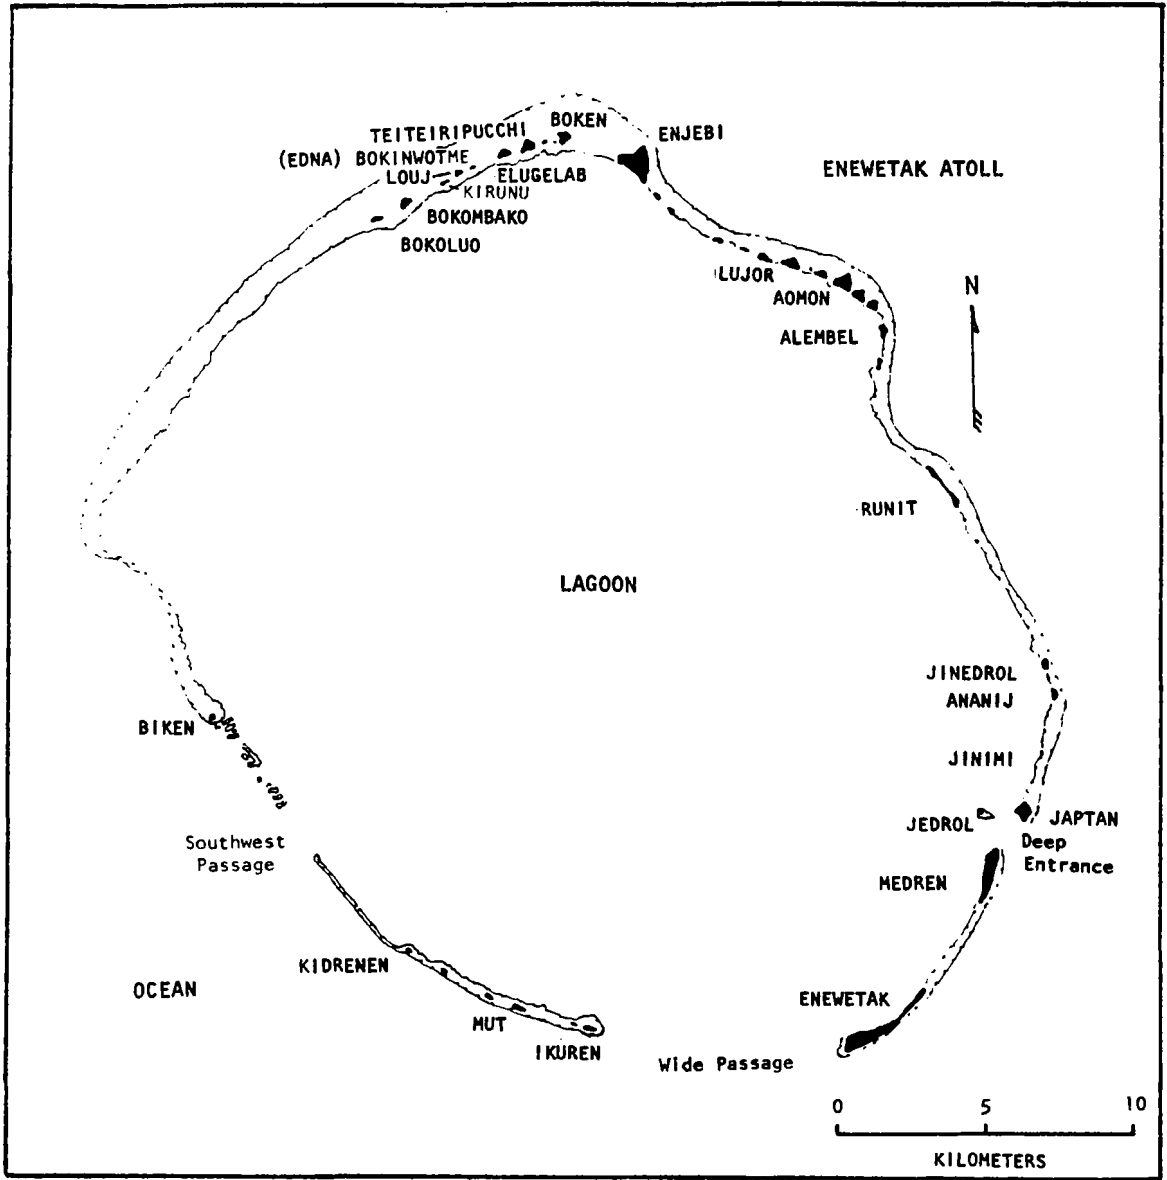 BOKEN
TEITEIRIPUCCHI
ENJEBI
(EDNA) BOKINWOTME
ENEWETAK ATOLL
LOUJ
ELUGELAB
KIRUNU
BOKOMBAKO
BOKOLUO
LUJOR
N
AOMON
ALEMBEL
RUNIT
LAGOON
JINEDROL
ANANIJ
BIKEN
JINIMI
JEDROL
JAPTAN
Southwest
Passage
Deep
Entrance
MEDREN
KIDRENEN
OCEAN
ENEWETAK
MUT
IKUREN
Wide Passage
0 5 10
KILOMETERS